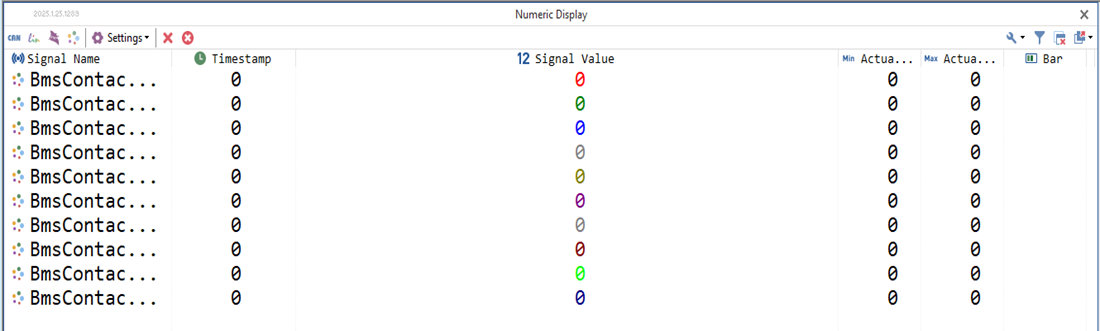 2025.1.25.1289
Numeric Display
CAN Lin Settings
Signal Name Timestamp 12 Signal Value Min Actua... Max Actua... Bar
BmsContac... 0 0 0 0
BmsContac... 0 0 0 0
BmsContac... 0 0 0 0
BmsContac... 0 0 0 0
BmsContac... 0 0 0 0
BmsContac... 0 0 0 0
BmsContac... 0 0 0 0
BmsContac... 0 0 0 0
BmsContac... 0 0 0 0
BmsContac... 0 0 0 0